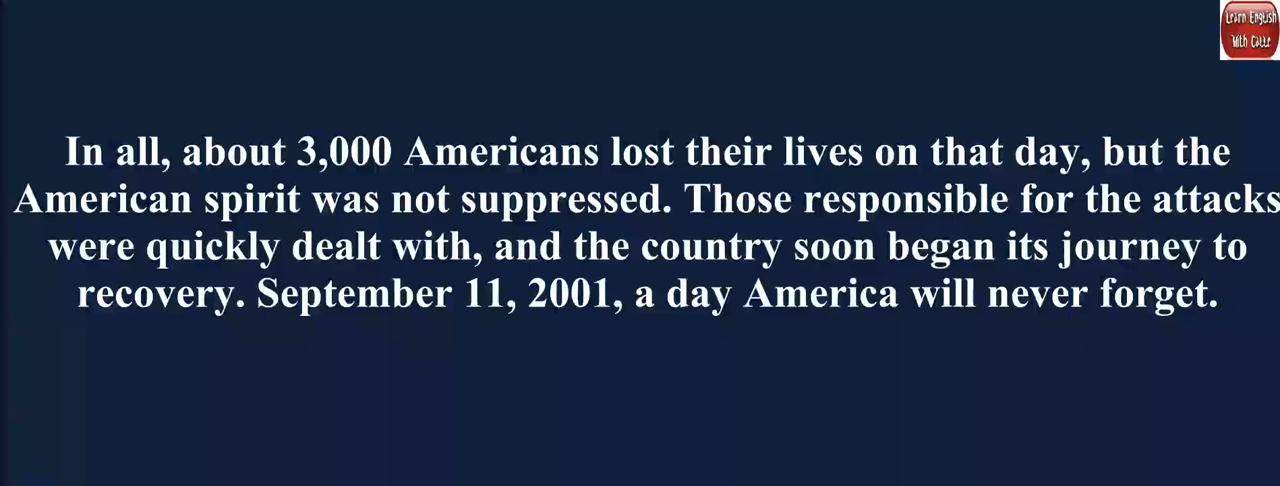 Learn English
With Catte
In all, about 3,000 Americans lost their lives on that day, but the
American spirit was not suppressed. Those responsible for the attacks
were quickly dealt with, and the country soon began its journey to
recovery. September 11, 2001, a day America will never forget.